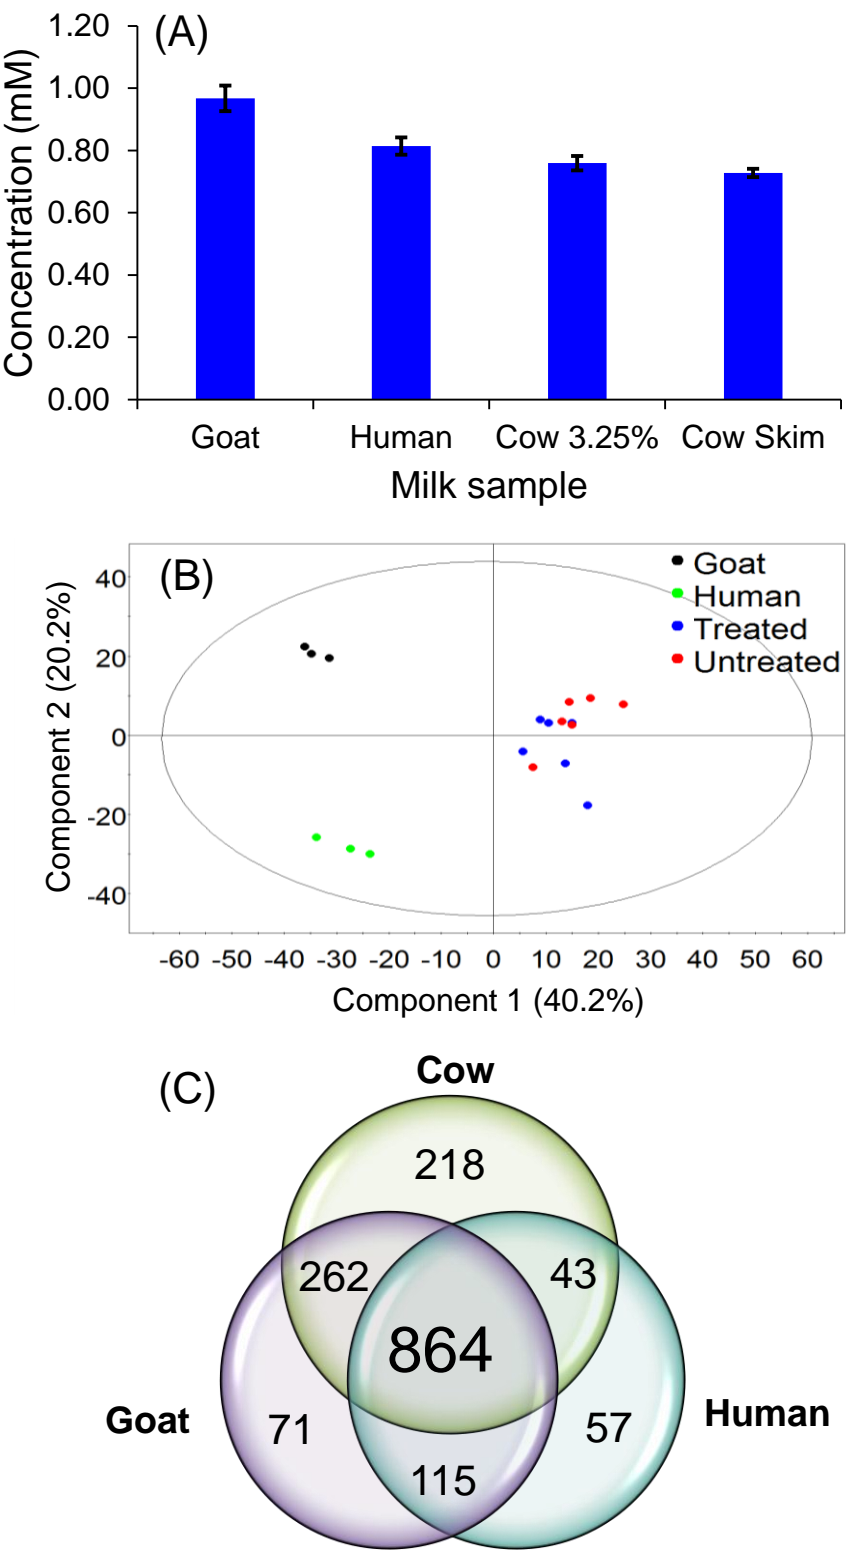 (A)
Concentration (mM)
1.20
1.00
0.80
0.60
0.40
0.20
0.00
Goat Human Cow 3.25% Cow Skim
Milk sample
(B)
Goat
Human
Treated
Untreated
Component 2 (20.2%)
40
20
0
-20
-40
-60 -50 -40 -30 -20 -10 0 10 20 30 40 50 60
Component 1 (40.2%)
(C)
Cow
218
262 43
864
Goat Human
71 57
115